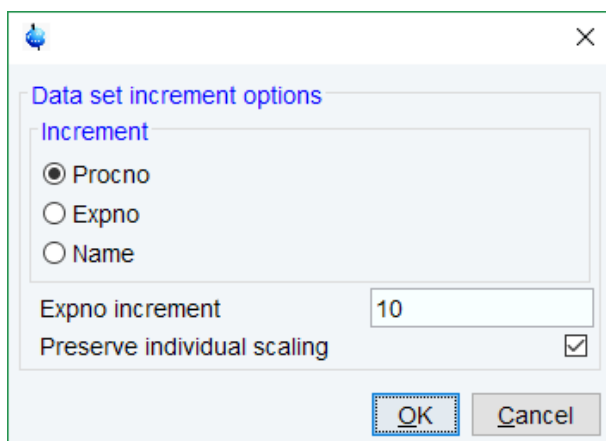 Data set increment options
Increment
Procno
Expno
Name
Expno increment 10
Preserve individual scaling
OK Cancel